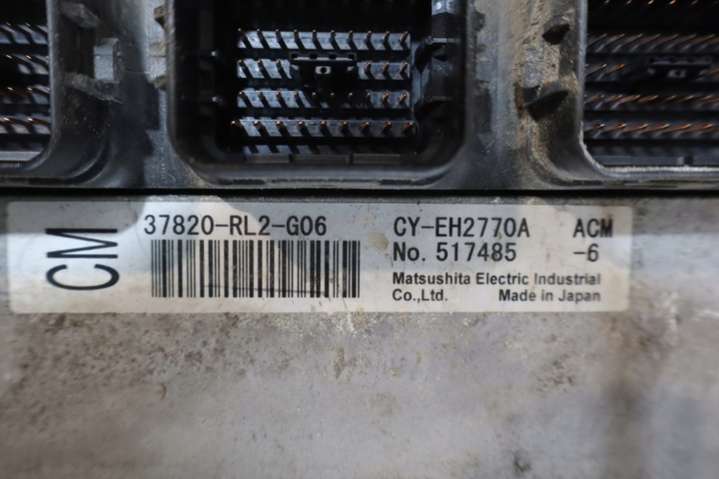 CM
37820-RL2-G06
CY-EH2770A ACM
No. 517485 -6
Matsushita Electric Industrial
Co.,Ltd. Made in Japan